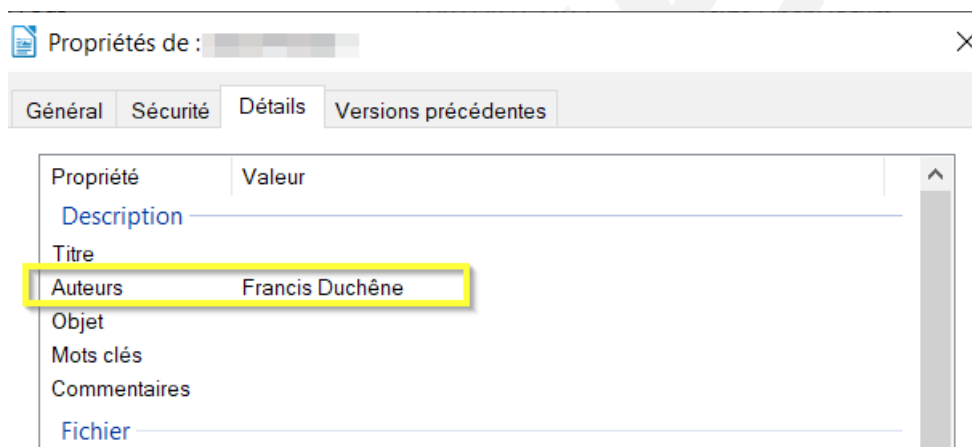 Propriétés de :
Général Sécurité Détails Versions précédentes
Propriété Valeur
Description
Titre
Auteurs Francis Duchêne
Objet
Mots clés
Commentaires
Fichier